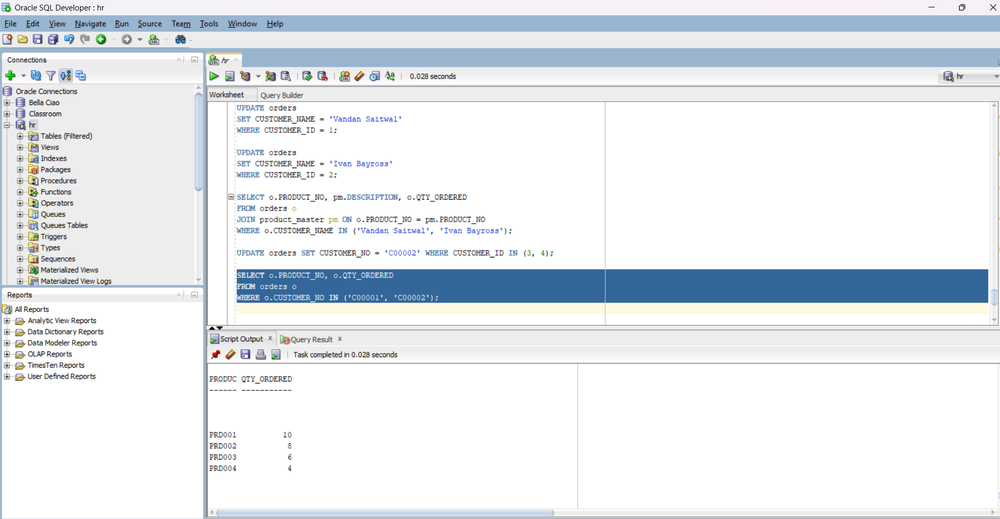 Oracle SQL Developer : hr
File Edit View Navigate Run Source Team Tools Window Help
Connections
Oracle Connections
Bella Ciao
Classroom
hr
Tables (Filtered)
Views
Indexes
Packages
Procedures
Functions
Operators
Queues
Queues Tables
Triggers
Types
Sequences
Materialized Views
Materialized View Logs
Reports
All Reports
Analytic View Reports
Data Dictionary Reports
Data Modeler Reports
OLAP Reports
TimesTen Reports
User Defined Reports
hr
0.028 seconds
hr
Worksheet Query Builder
UPDATE orders
SET CUSTOMER_NAME = 'Vandan Saitwal'
WHERE CUSTOMER_ID = 1;
UPDATE orders
SET CUSTOMER_NAME = 'Ivan Bayross'
WHERE CUSTOMER_ID = 2;
SELECT o.PRODUCT_NO, pm.DESCRIPTION, o.QTY_ORDERED
FROM orders o
JOIN product_master pm ON o.PRODUCT_NO = pm.PRODUCT_NO
WHERE o.CUSTOMER_NAME IN ('Vandan Saitwal', 'Ivan Bayross');
UPDATE orders SET CUSTOMER_NO = 'C00002' WHERE CUSTOMER_ID IN (3, 4);
SELECT o.PRODUCT_NO, o.QTY_ORDERED
FROM orders o
WHERE o.CUSTOMER_NO IN ('C00001', 'C00002');
Script Output Query Result
Task completed in 0.028 seconds
PRODUC QTY_ORDERED
------ -----------
PRD001 10
PRD002 8
PRD003 6
PRD004 4